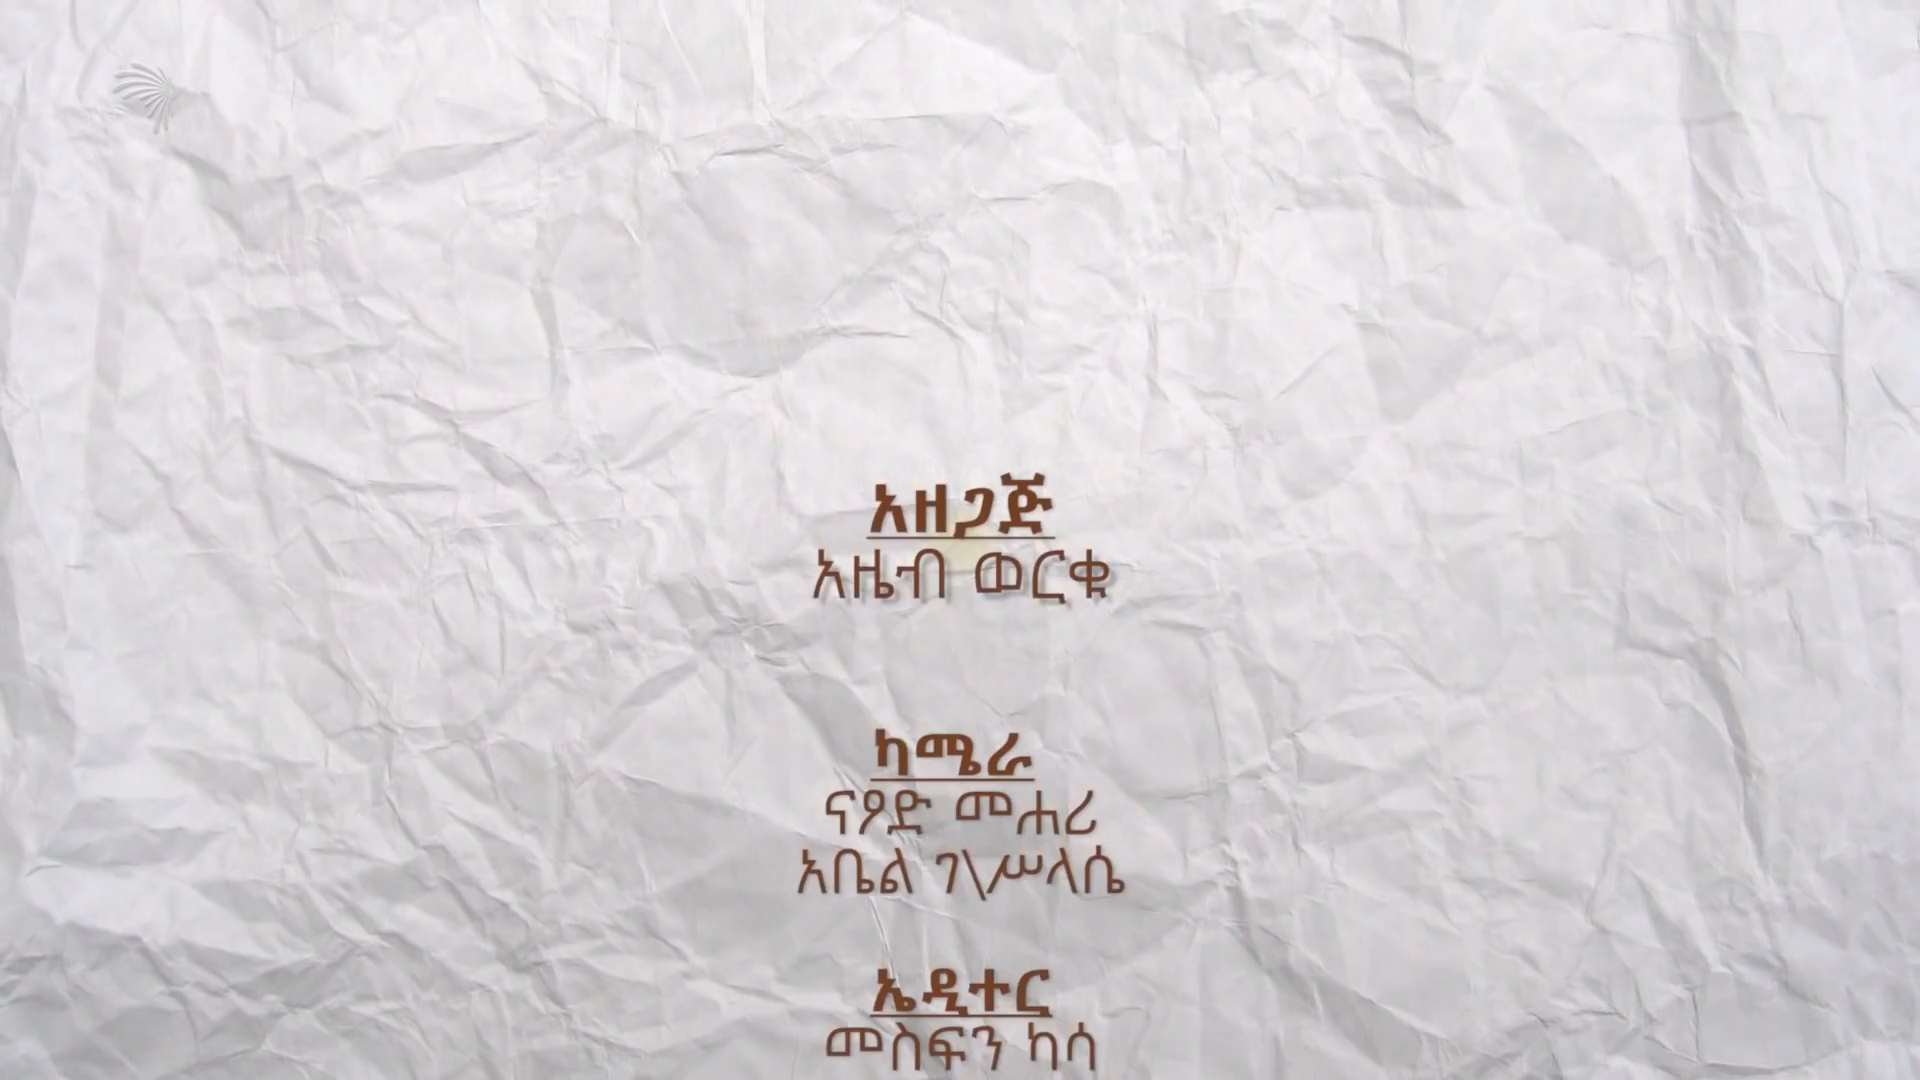 አዘጋጅ
አዜብ ወርቁ
ካሜራ
ናዖድ መሐሪ
አቤል ገ\ሥላሴ
ኤዲተር
መስፍን ካሳ